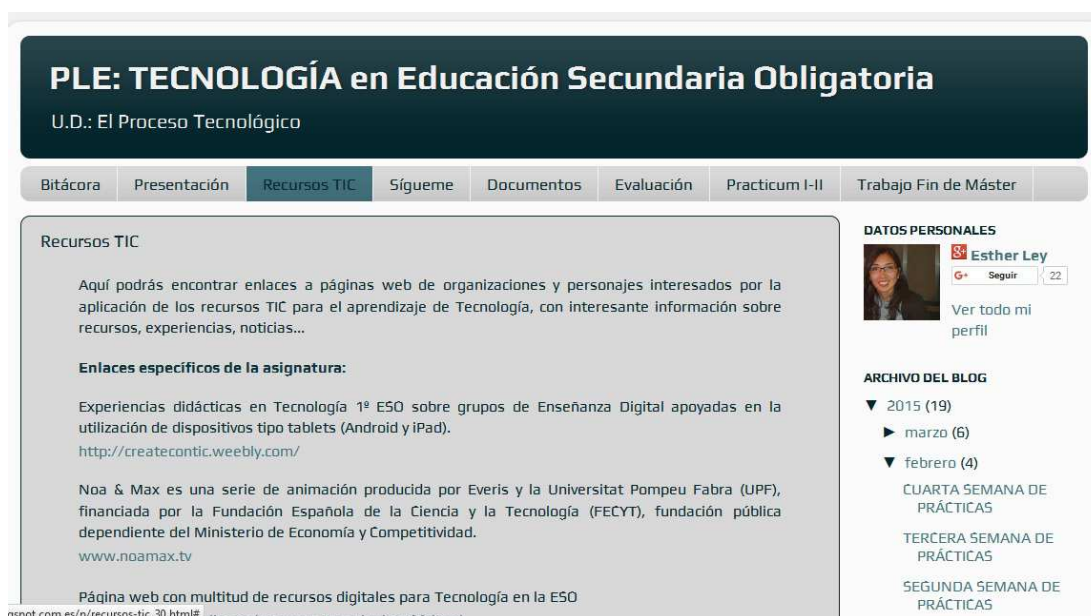 PLE: TECNOLOGÍA en Educación Secundaria Obligatoria
U.D.: El Proceso Tecnológico
Bitácora Presentación Recursos TIC Sígueme Documentos Evaluación Practicum I-II Trabajo Fin de Máster
Recursos TIC
Aquí podrás encontrar enlaces a páginas web de organizaciones y personajes interesados por la
aplicación de los recursos TIC para el aprendizaje de Tecnología, con interesante información sobre
recursos, experiencias, noticias...
Enlaces específicos de la asignatura:
Experiencias didácticas en Tecnología 1º ESO sobre grupos de Enseñanza Digital apoyadas en la
utilización de dispositivos tipo tablets (Android y iPad).
http://createcontic.weebly.com/
Noa & Max es una serie de animación producida por Everis y la Universitat Pompeu Fabra (UPF),
financiada por la Fundación Española de la Ciencia y la Tecnología (FECYT), fundación pública
dependiente del Ministerio de Economía y Competitividad.
www.noamax.tv
Página web con multitud de recursos digitales para Tecnología en la ESO
gspot.com.es/p/recursos-tic_30.html#
DATOS PERSONALES
g+ Esther Ley
G+ Seguir 22
Ver todo mi
perfil
ARCHIVO DEL BLOG
▼ 2015 (19)
► marzo (6)
▼ febrero (4)
CUARTA SEMANA DE
PRÁCTICAS
TERCERA SEMANA DE
PRÁCTICAS
SEGUNDA SEMANA DE
PRÁCTICAS